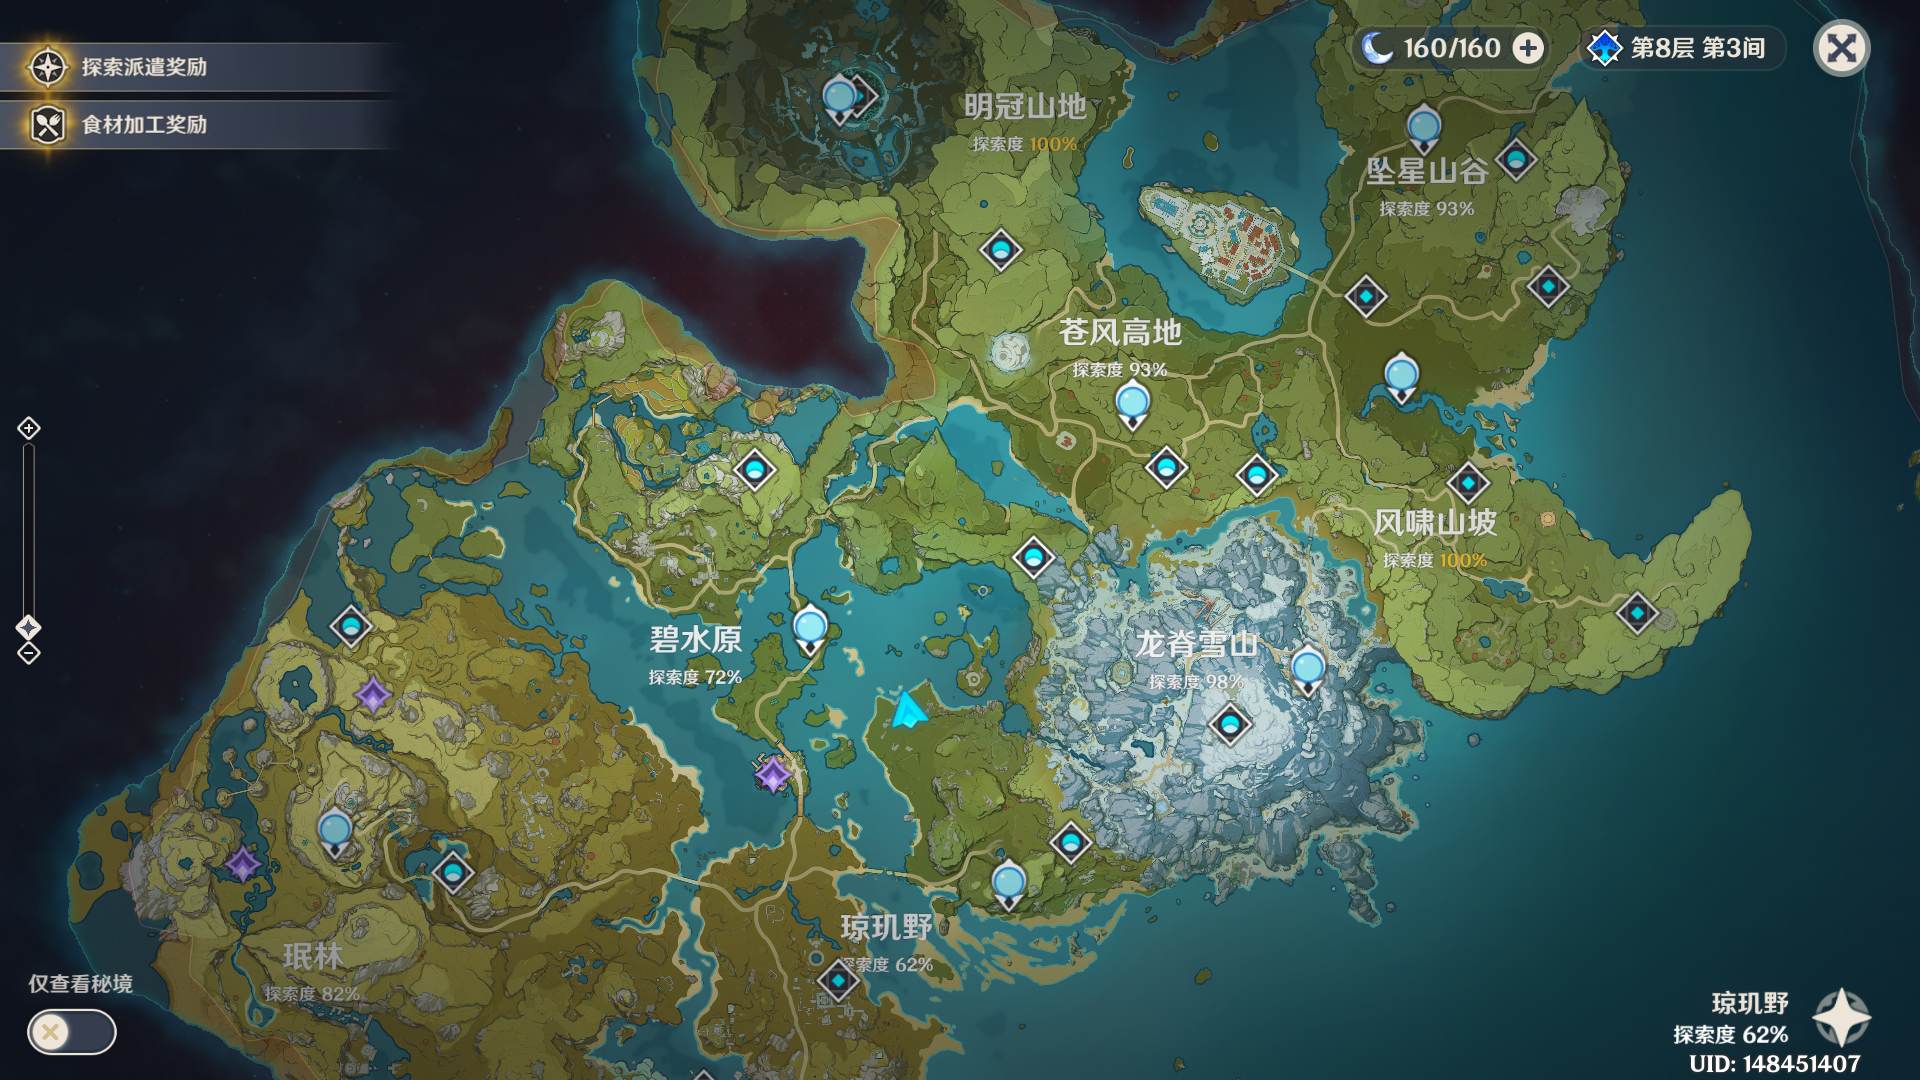 探索派遣奖励
食材加工奖励
160/160
第8层 第3间
明冠山地
探索度 100%
坠星山谷
探索度 93%
苍风高地
探索度 93%
风啸山坡
探索度 100%
碧水原
探索度 72%
龙脊雪山
探索度 98%
琼玑野
探索度 62%
珉林
探索度 82%
仅查看秘境
琼玑野
探索度 62%
UID: 148451407